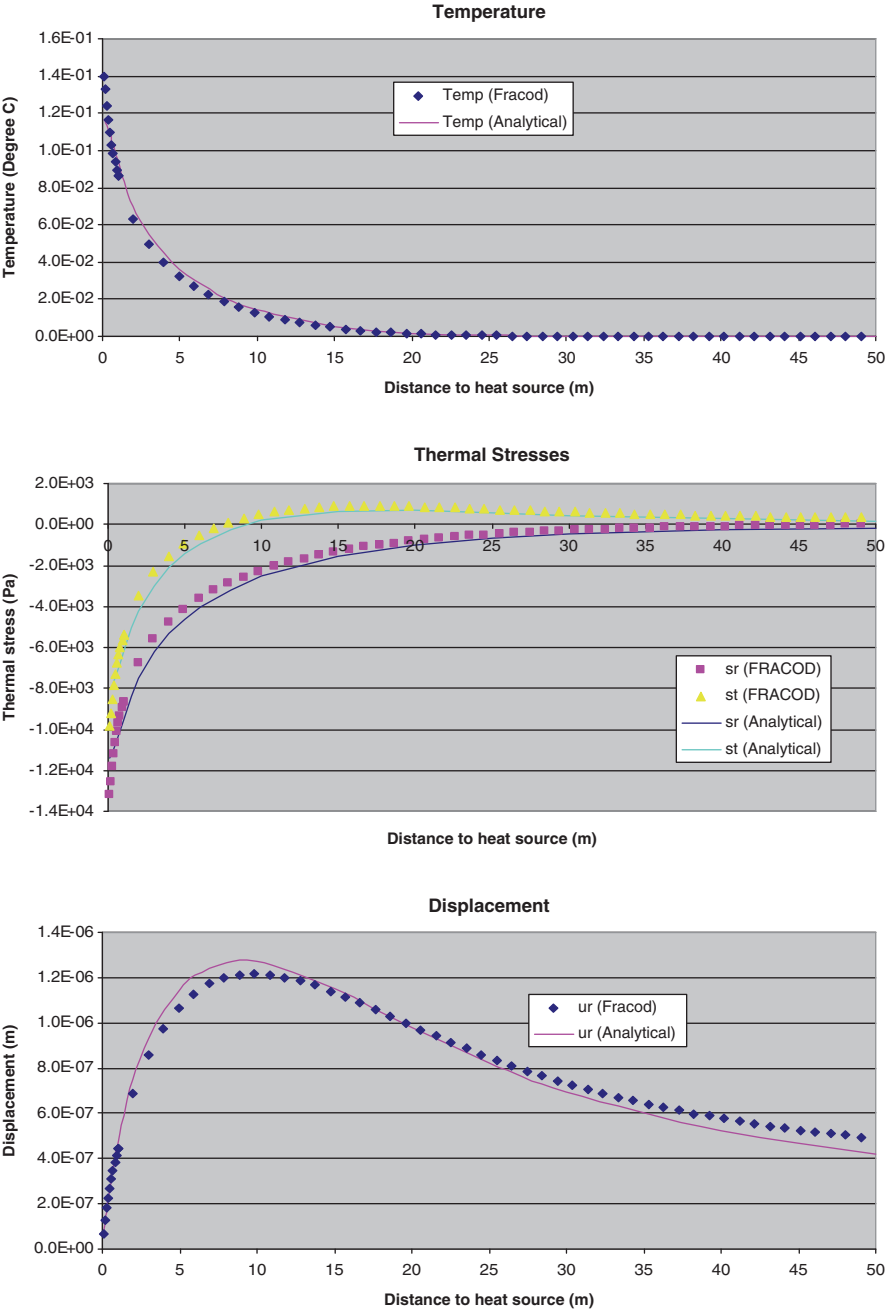 Temperature
1.6E-01
1.4E-01
1.2E-01
1.0E-01
8.0E-02
6.0E-02
4.0E-02
2.0E-02
0.0E+00
Temperature (Degree C)
Temp (Fracod)
Temp (Analytical)
0 5 10 15 20 25 30 35 40 45 50
Distance to heat source (m)
Thermal Stresses
2.0E+03
0.0E+00
-2.0E+03
-4.0E+03
-6.0E+03
-8.0E+03
-1.0E+04
-1.2E+04
-1.4E+04
Thermal stress (Pa)
0 5 10 15 20 25 30 35 40 45 50
sr (FRACOD)
st (FRACOD)
sr (Analytical)
st (Analytical)
Distance to heat source (m)
Displacement
1.4E-06
1.2E-06
1.0E-06
8.0E-07
6.0E-07
4.0E-07
2.0E-07
0.0E+00
Displacement (m)
ur (Fracod)
ur (Analytical)
0 5 10 15 20 25 30 35 40 45 50
Distance to heat source (m)